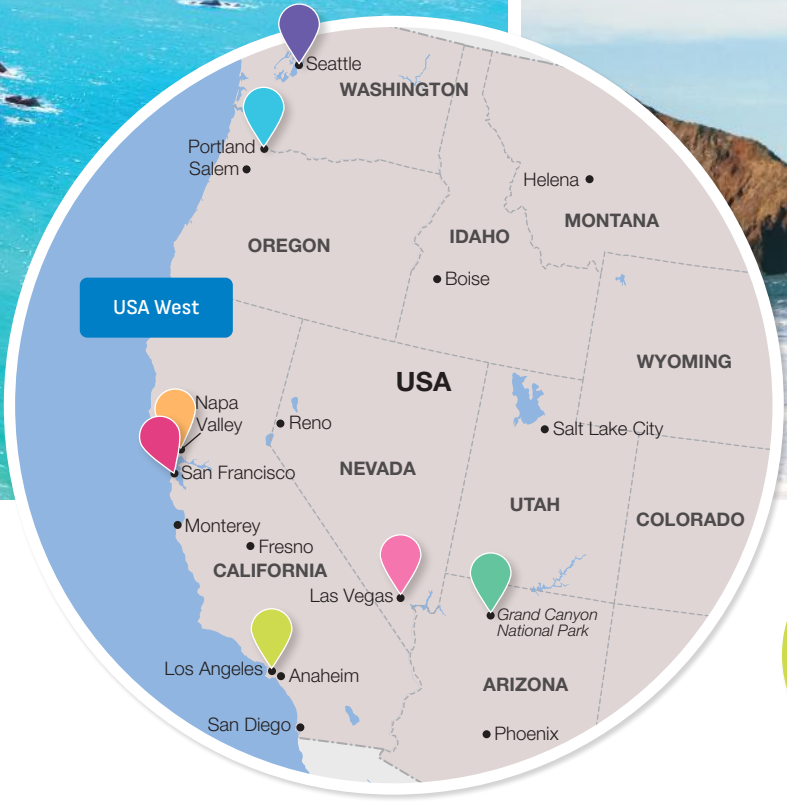 Seattle
WASHINGTON
Portland
Salem
Helena
MONTANA
IDAHO
OREGON
Boise
USA West
WYOMING
USA
Napa
Valley
Reno
Salt Lake City
NEVADA
San Francisco
UTAH
COLORADO
Monterey
Fresno
CALIFORNIA
Las Vegas
Grand Canyon
National Park
Los Angeles
Anaheim
ARIZONA
San Diego
Phoenix